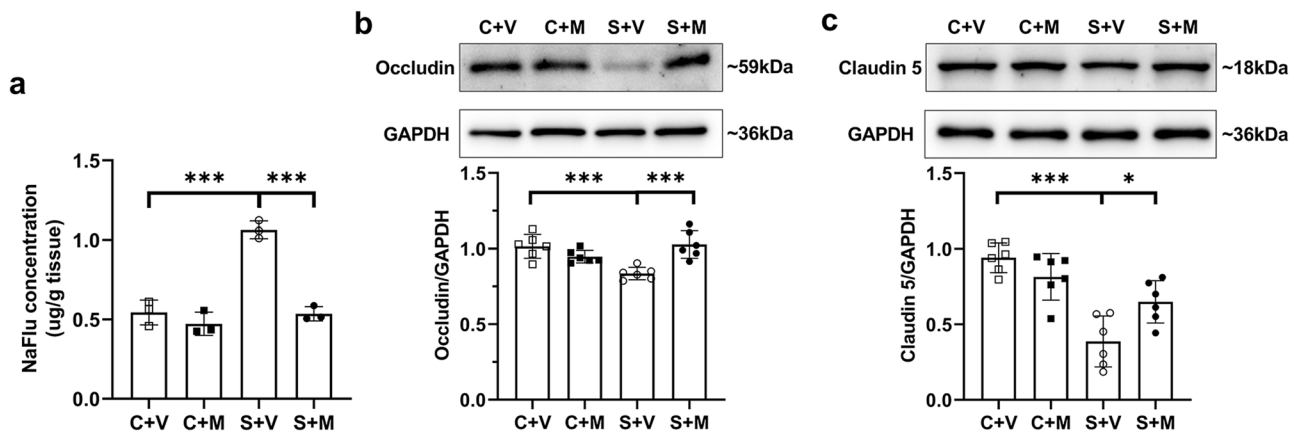 a
NaFlu concentration
(ug/g tissue)
1.5
1.0
0.5
0.0
***
***
C+V C+M S+V S+M
b
C+V C+M S+V S+M
Occludin ~59kDa
GAPDH ~36kDa
Occludin/GAPDH
1.5
1.0
0.5
0.0
***
***
C+V C+M S+V S+M
c
C+V C+M S+V S+M
Claudin 5 ~18kDa
GAPDH ~36kDa
Claudin 5/GAPDH
1.5
1.0
0.5
0.0
***
*
C+V C+M S+V S+M